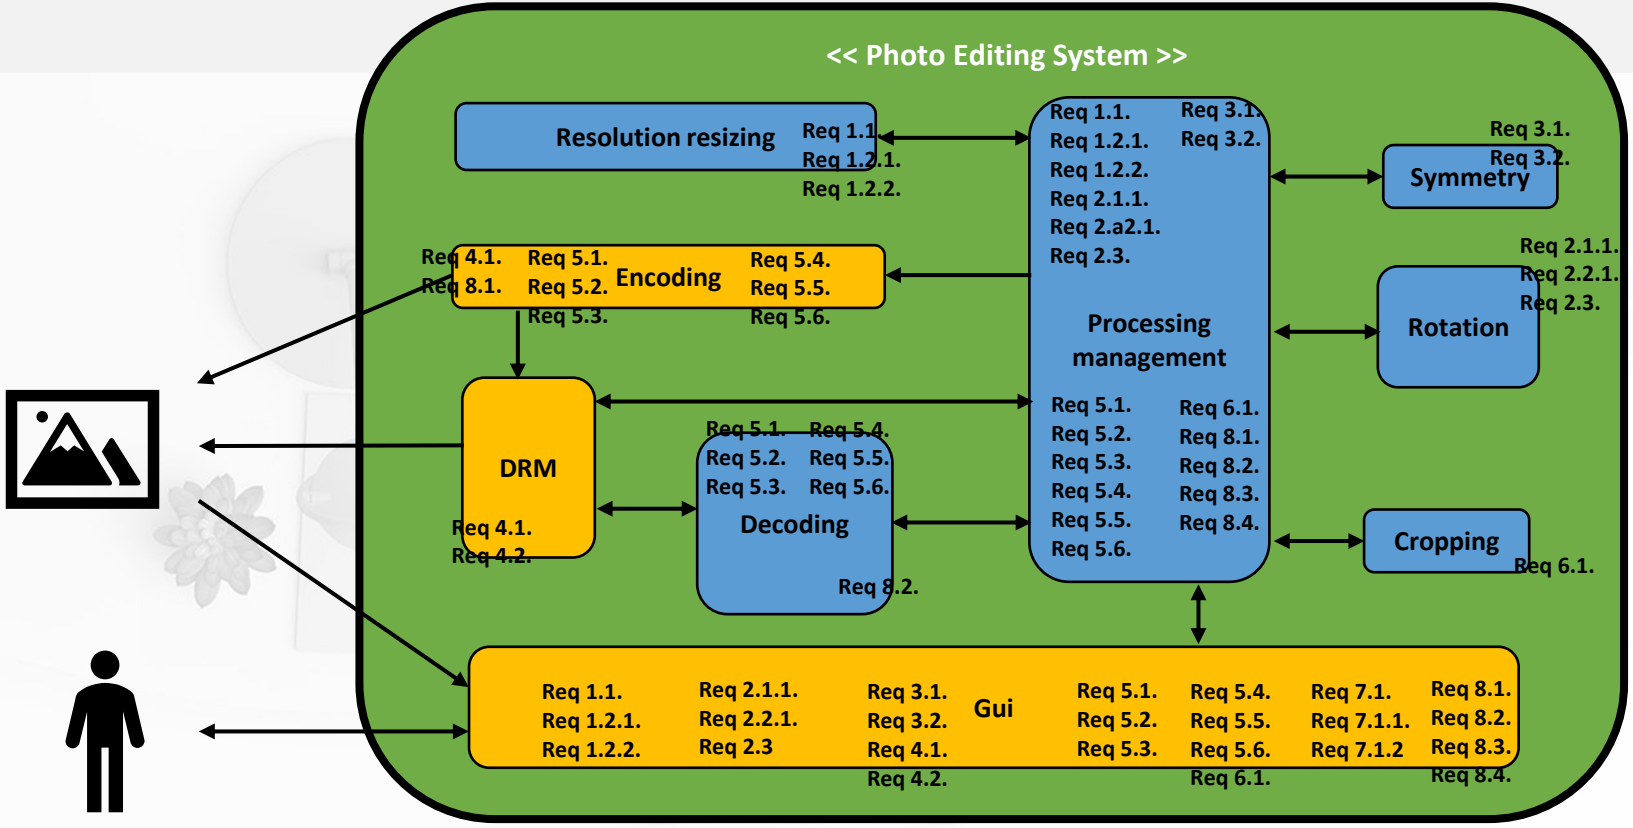 << Photo Editing System >>
Resolution resizing
Req 1.1.
Req 1.2.1.
Req 1.2.2.
Req 1.1.
Req 1.2.1.
Req 1.2.2.
Req 2.1.1.
Req 2.a2.1.
Req 2.3.
Req 3.1.
Req 3.2.
Processing
management
Req 5.1.
Req 5.2.
Req 5.3.
Req 5.4.
Req 5.5.
Req 5.6.
Req 6.1.
Req 8.1.
Req 8.2.
Req 8.3.
Req 8.4.
Req 3.1.
Req 3.2.
Symmetry
Req 4.1.
Req 8.1.
Req 5.1.
Req 5.2.
Req 5.3.
Encoding
Req 5.4.
Req 5.5.
Req 5.6.
Req 2.1.1.
Req 2.2.1.
Req 2.3.
Rotation
DRM
Req 4.1.
Req 4.2.
Req 5.1.
Req 5.2.
Req 5.3.
Req 5.4.
Req 5.5.
Req 5.6.
Decoding
Req 8.2.
Cropping
Req 6.1.
Req 1.1.
Req 1.2.1.
Req 1.2.2.
Req 2.1.1.
Req 2.2.1.
Req 2.3
Req 3.1.
Req 3.2.
Req 4.1.
Req 4.2.
Gui
Req 5.1.
Req 5.2.
Req 5.3.
Req 5.4.
Req 5.5.
Req 5.6.
Req 6.1.
Req 7.1.
Req 7.1.1.
Req 7.1.2
Req 8.1.
Req 8.2.
Req 8.3.
Req 8.4.